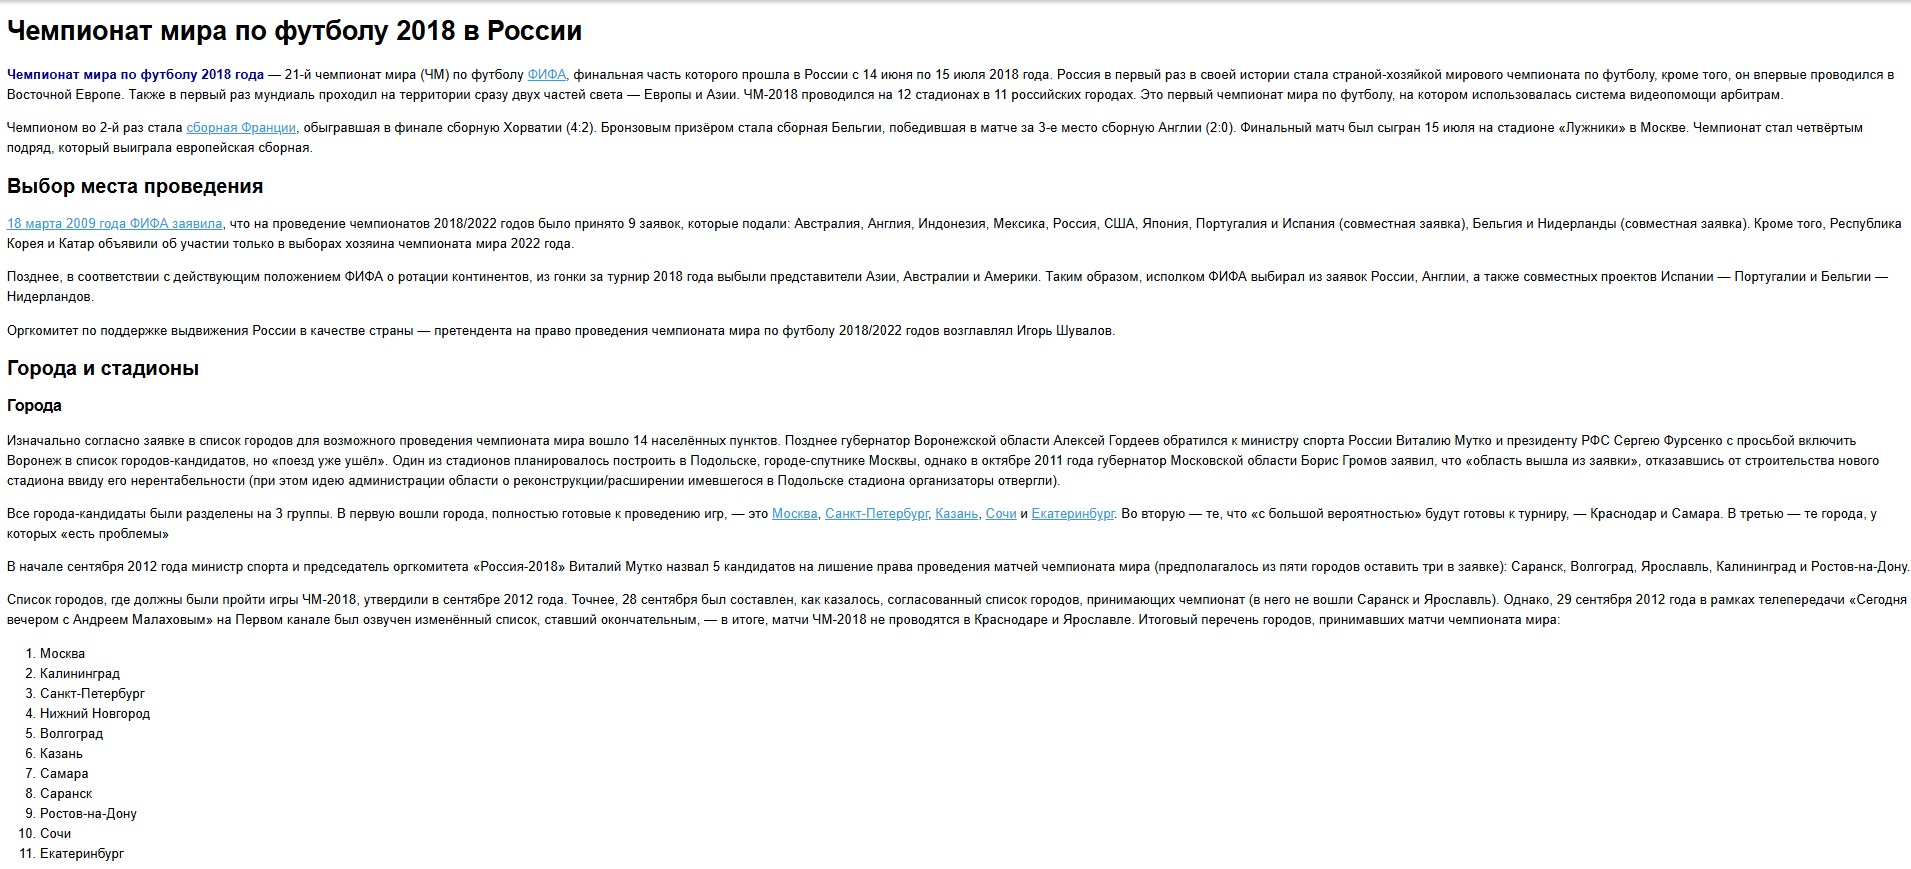 Чемпионат мира по футболу 2018 в России
Чемпионат мира по футболу 2018 года — 21-й чемпионат мира (ЧМ) по футболу ФИФА, финальная часть которого прошла в России с 14 июня по 15 июля 2018 года. Россия в первый раз в своей истории стала страной-хозяйкой мирового чемпионата по футболу, кроме того, он впервые проводился в
Восточной Европе. Также в первый раз мундиаль проходил на территории сразу двух частей света — Европы и Азии. ЧМ-2018 проводился на 12 стадионах в 11 российских городах. Это первый чемпионат мира по футболу, на котором использовалась система видеопомощи арбитрам.
Чемпионом во 2-й раз стала сборная Франции, обыгравшая в финале сборную Хорватии (4:2). Бронзовым призёром стала сборная Бельгии, победившая в матче за 3-е место сборную Англии (2:0). Финальный матч был сыгран 15 июля на стадионе «Лужники» в Москве. Чемпионат стал четвёртым
подряд, который выиграла европейская сборная.
Выбор места проведения
18 марта 2009 года ФИФА заявила, что на проведение чемпионатов 2018/2022 годов было принято 9 заявок, которые подали: Австралия, Англия, Индонезия, Мексика, Россия, США, Япония, Португалия и Испания (совместная заявка), Бельгия и Нидерланды (совместная заявка). Кроме того, Республика
Корея и Катар объявили об участии только в выборах хозяина чемпионата мира 2022 года.
Позднее, в соответствии с действующим положением ФИФА о ротации континентов, из гонки за турнир 2018 года выбыли представители Азии, Австралии и Америки. Таким образом, исполком ФИФА выбирал из заявок России, Англии, а также совместных проектов Испании — Португалии и Бельгии —
Нидерландов.
Оргкомитет по поддержке выдвижения России в качестве страны — претендента на право проведения чемпионата мира по футболу 2018/2022 годов возглавлял Игорь Шувалов.
Города и стадионы
Города
Изначально согласно заявке в список городов для возможного проведения чемпионата мира вошло 14 населённых пунктов. Позднее губернатор Воронежской области Алексей Гордеев обратился к министру спорта России Виталию Мутко и президенту РФС Сергею Фурсенко с просьбой включить
Воронеж в список городов-кандидатов, но «поезд уже ушёл». Один из стадионов планировалось построить в Подольске, городе-спутнике Москвы, однако в октябре 2011 года губернатор Московской области Борис Громов заявил, что «область вышла из заявки», отказавшись от строительства нового
стадиона ввиду его нерентабельности (при этом идею администрации области о реконструкции/расширении имевшегося в Подольске стадиона организаторы отвергли).
Все города-кандидаты были разделены на 3 группы. В первую вошли города, полностью готовые к проведению игр, — это Москва, Санкт-Петербург, Казань, Сочи и Екатеринбург. Во вторую — те, что «с большой вероятностью» будут готовы к турниру, — Краснодар и Самара. В третью — те города, у
которых «есть проблемы»
В начале сентября 2012 года министр спорта и председатель оргкомитета «Россия-2018» Виталий Мутко назвал 5 кандидатов на лишение права проведения матчей чемпионата мира (предполагалось из пяти городов оставить три в заявке): Саранск, Волгоград, Ярославль, Калининград и Ростов-на-Дону.
Список городов, где должны были пройти игры ЧМ-2018, утвердили в сентябре 2012 года. Точнее, 28 сентября был составлен, как казалось, согласованный список городов, принимающих чемпионат (в него не вошли Саранск и Ярославль). Однако, 29 сентября 2012 года в рамках телепередачи «Сегодня
вечером с Андреем Малаховым» на Первом канале был озвучен изменённый список, ставший окончательным, — в итоге, матчи ЧМ-2018 не проводятся в Краснодаре и Ярославле. Итоговый перечень городов, принимавших матчи чемпионата мира:
1. Москва
2. Калининград
3. Санкт-Петербург
4. Нижний Новгород
5. Волгоград
6. Казань
7. Самара
8. Саранск
9. Ростов-на-Дону
10. Сочи
11. Екатеринбург